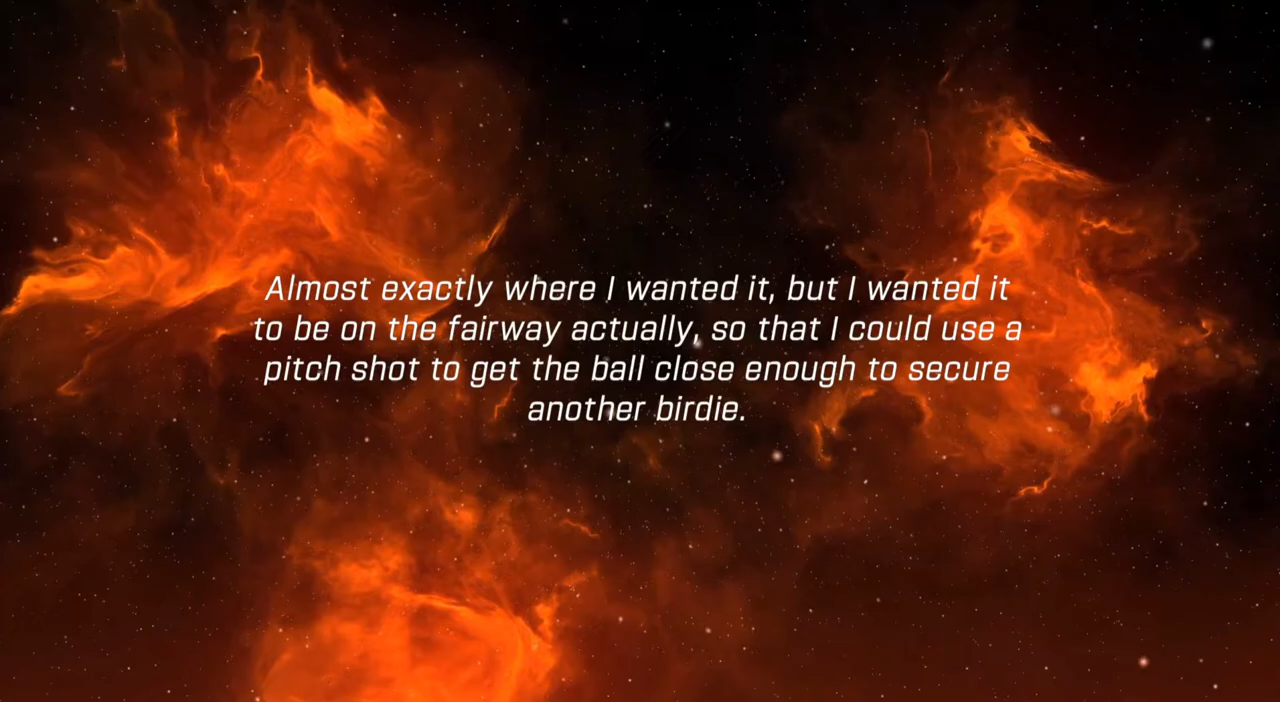 Almost exactly where I wanted it, but I wanted it
to be on the fairway actually, so that I could use a
pitch shot to get the ball close enough to secure
another birdie.